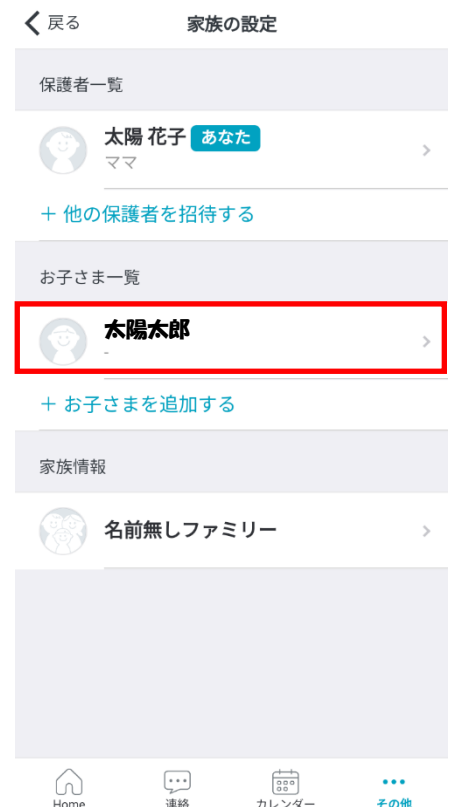 戻る
家族の設定
保護者一覧
太陽 花子 あなた
ママ
+ 他の保護者を招待する
お子さま一覧
太陽太郎
-
+ お子さまを追加する
家族情報
名前無しファミリー
Home 連絡 カレンダー その他